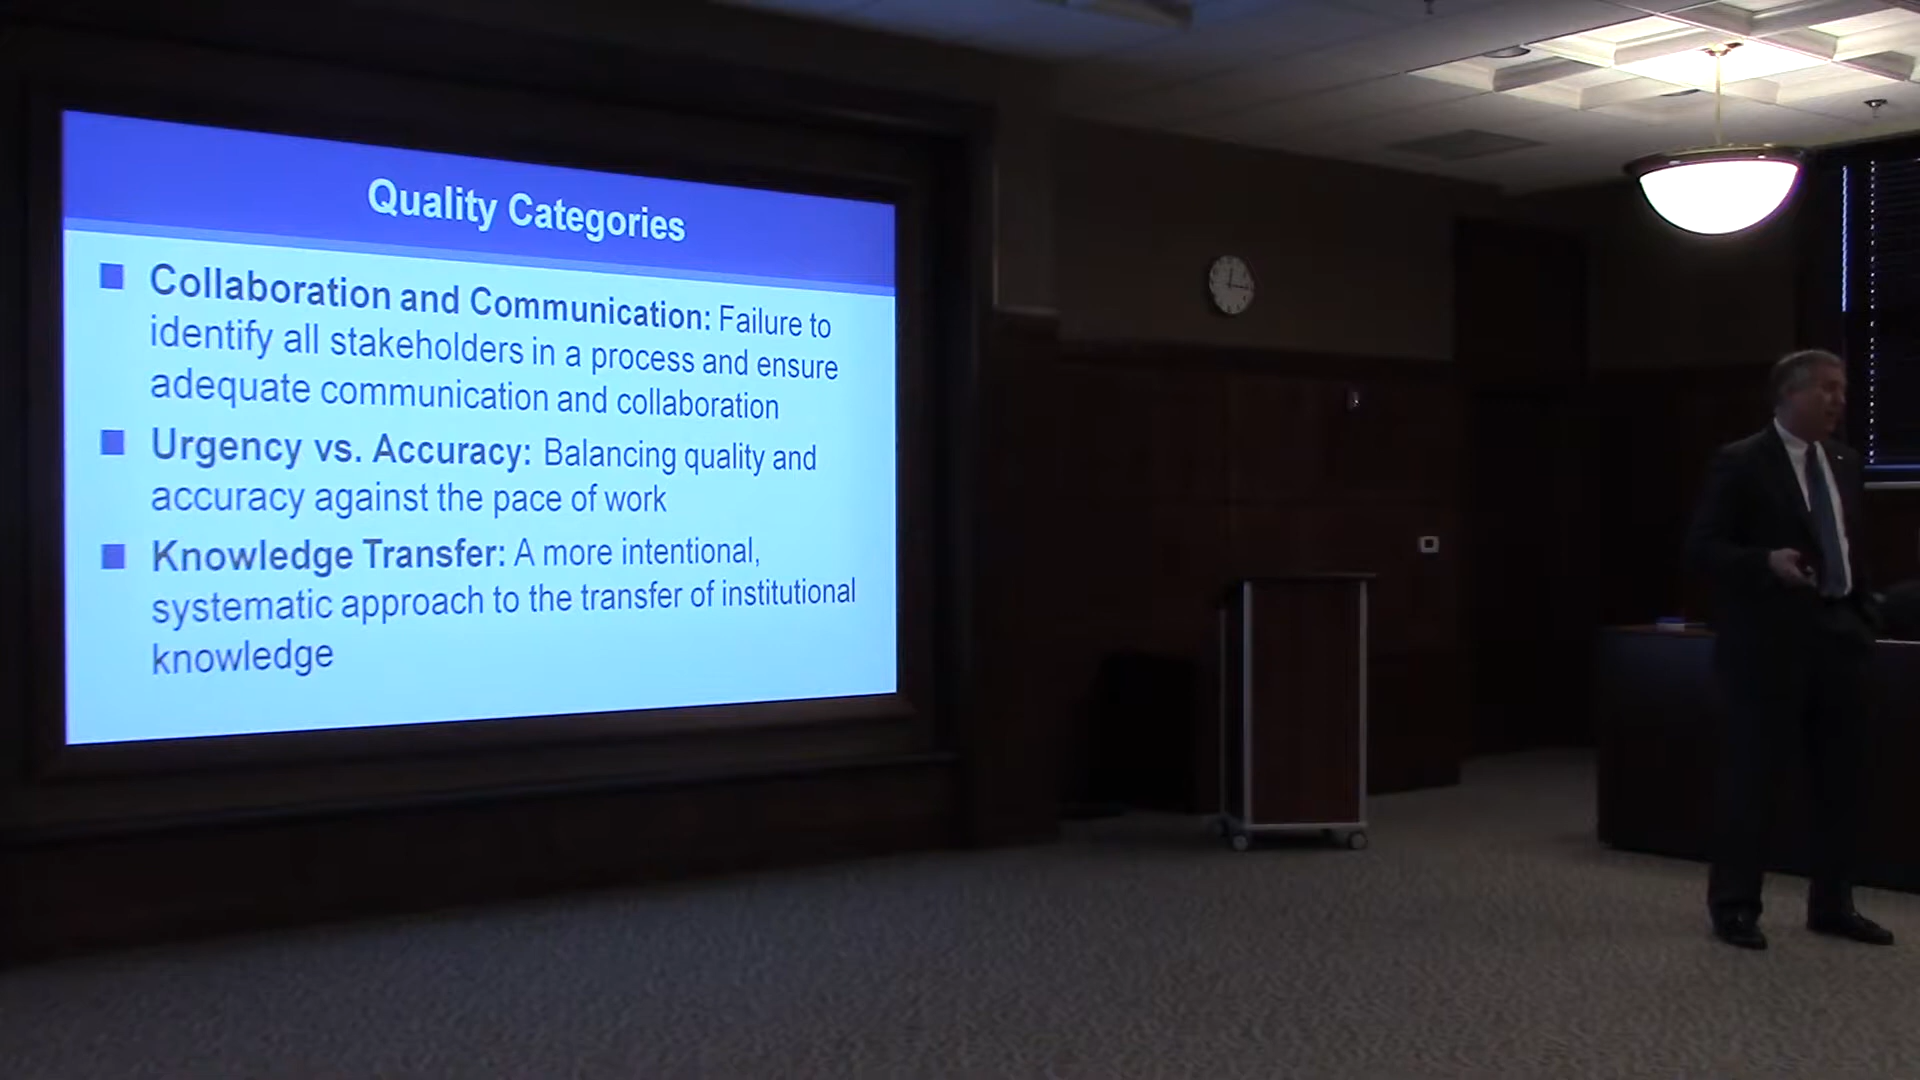 Quality Categories
Collaboration and Communication: Failure to
identify all stakeholders in a process and ensure
adequate communication and collaboration
Urgency vs. Accuracy: Balancing quality and
accuracy against the pace of work
Knowledge Transfer: A more intentional,
systematic approach to the transfer of institutional
knowledge